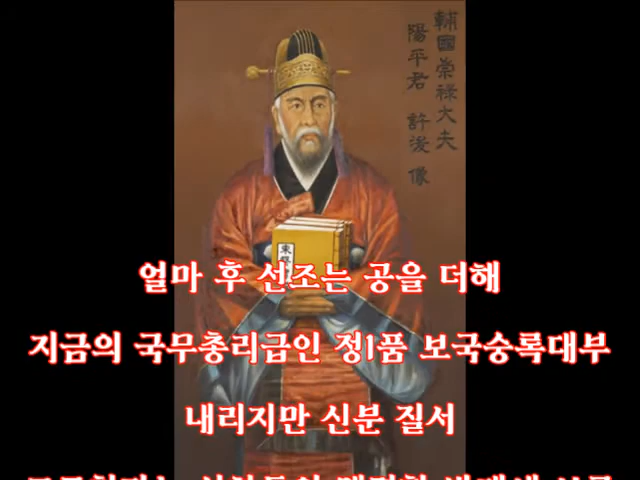 輔國崇祿大夫
陽平君 許浚 像
東
얼마 후 선조는 공을 더해
지금의 국무총리급인 정1품 보국숭록대부
내리지만 신분 질서